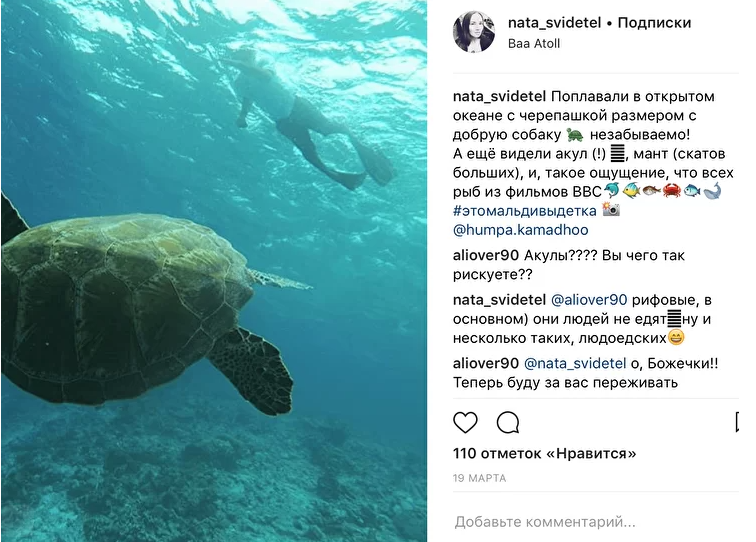 nata_svidetel • Подписки
Baa Atoll
nata_svidetel Поплавали в открытом
океане с черепашкой размером с
добрую собаку 🐢 незабываемо!
А ещё видели акул (!) , мант (скатов
больших), и, такое ощущение, что всех
рыб из фильмов BBC🐬🐠🐟🦀🐟🐳
#этомальдивыдетка 📸
@humpa.kamadhoo
aliover90 Акулы???? Вы чего так
рискуете??
nata_svidetel @aliover90 рифовые, в
основном) они людей не едят ну и
несколько таких, людоедских😄
aliover90 @nata_svidetel о, Божечки!!
Теперь буду за вас переживать
110 отметок «Нравится»
19 МАРТА
Добавьте комментарий...